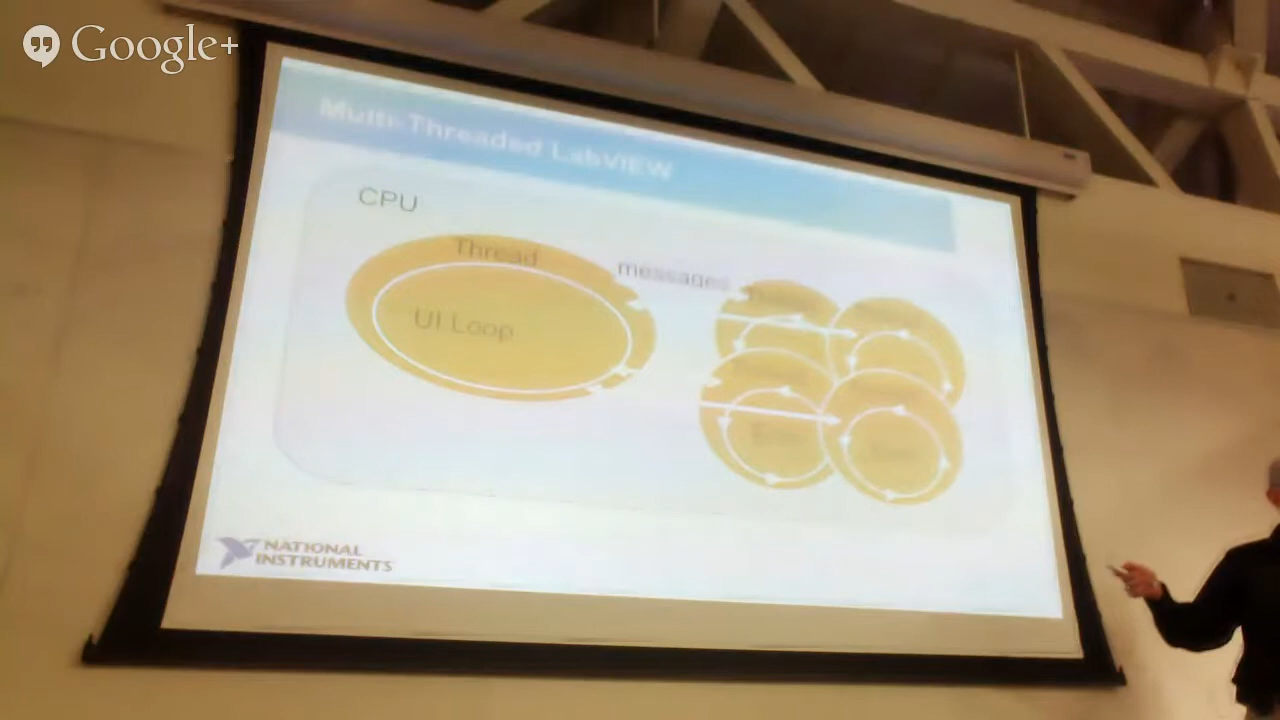 Google+
Multi-Threaded LabVIEW
CPU
Thread
messages
UI Loop
NATIONAL
INSTRUMENTS